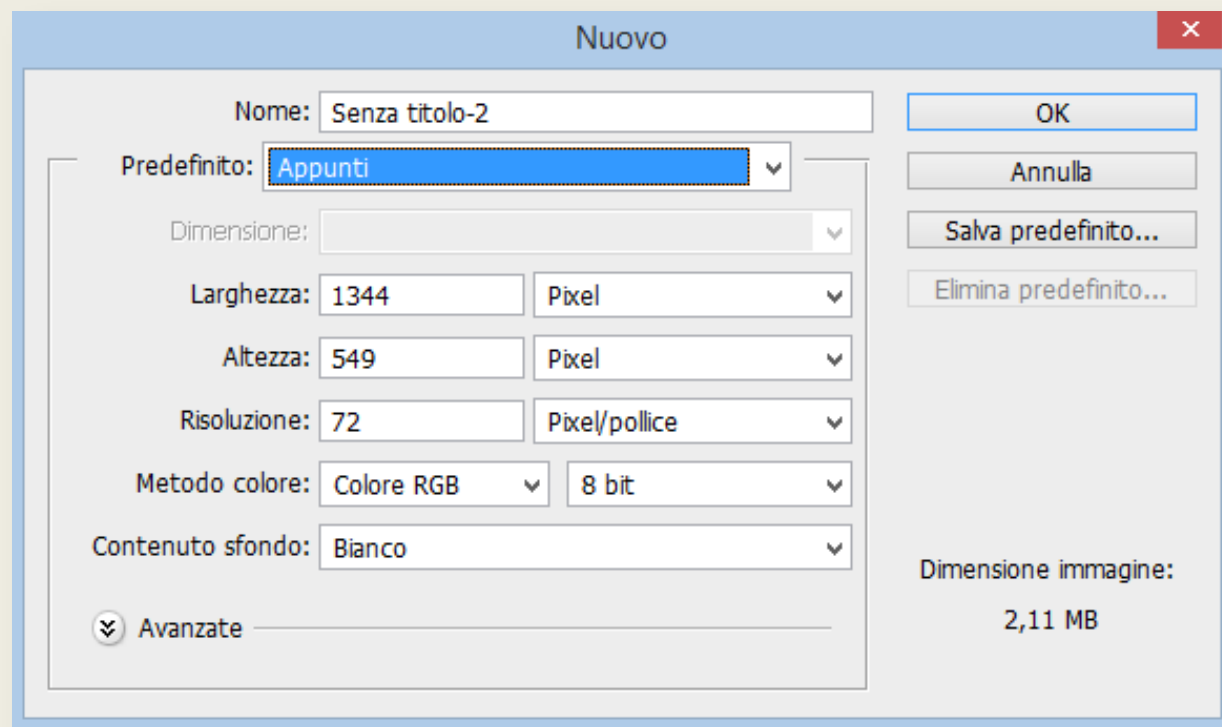 Nuovo
Nome: Senza titolo-2
OK
Predefinito: Appunti
Annulla
Dimensione:
Salva predefinito...
Larghezza: 1344 Pixel
Elimina predefinito...
Altezza: 549 Pixel
Risoluzione: 72 Pixel/pollice
Metodo colore: Colore RGB 8 bit
Contenuto sfondo: Bianco
Dimensione immagine:
2,11 MB
Avanzate